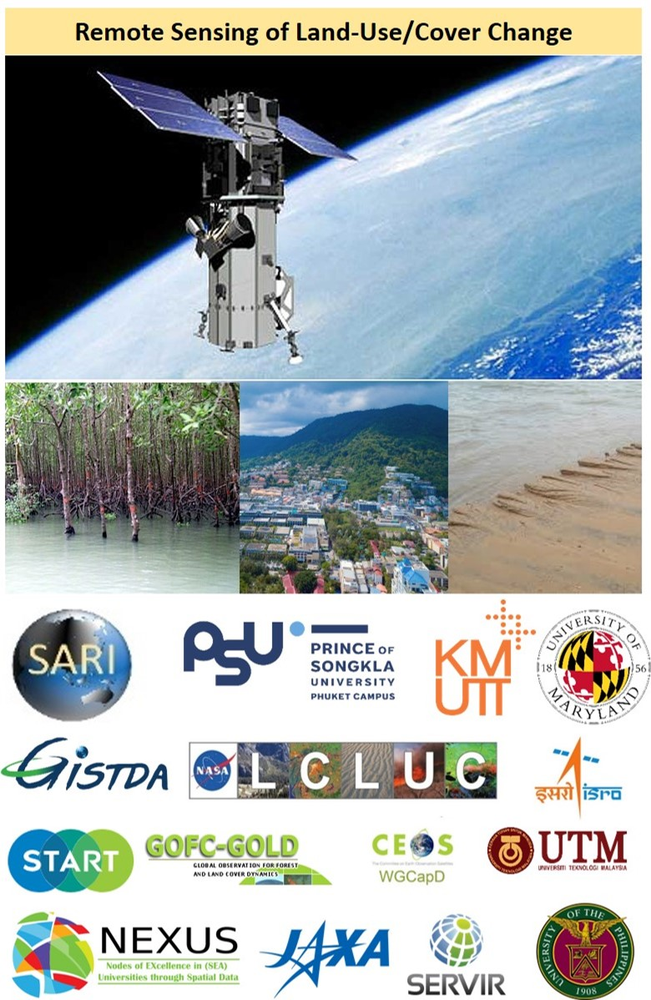 Remote Sensing of Land-Use/Cover Change
SARI
PSU
PRINCE OF
SONGKLA
UNIVERSITY
PHUKET CAMPUS
KM
UTT
UNIVERSITY OF
18 56
MARYLAND
GISTDA
NASA
LCLUC
इसरो isro
START
GOFC-GOLD
GLOBAL OBSERVATION FOR FOREST
AND LAND COVER DYNAMICS
CEOS
The Committee on Earth Observation Satellites
WGCapD
UTM
UNIVERSITI TEKNOLOGI MALAYSIA
NEXUS
Nodes of EXcellence in (SEA)
Universities through Spatial Data
JAXA
SERVIR
UNIVERSITY OF THE PHILIPPINES
1908